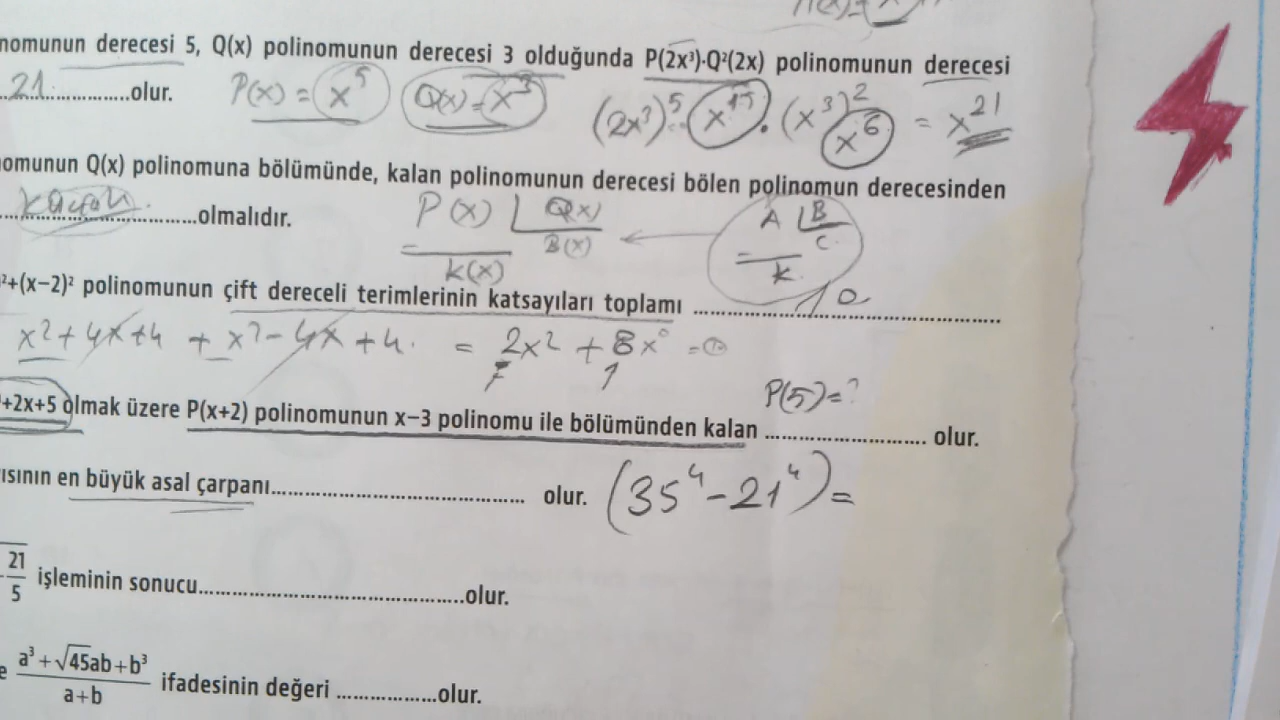 nomunun derecesi 5, Q(x) polinomunun derecesi 3 olduğunda P(2x³)·Q²(2x) polinomunun derecesi
21 ....................olur. P(x) = x⁵ Q(x) = x³ (2x³)⁵ x¹⁵ . (x³)² x⁶ = x²¹
nomunun Q(x) polinomuna bölümünde, kalan polinomunun derecesi bölen polinomun derecesinden
küçük ....................olmalıdır. P(x) Q(x) B(x) k(x) A B C k
²+(x−2)² polinomunun çift dereceli terimlerinin katsayıları toplamı ....................
10
x²+4x+4 + x²−4x+4 = 2x² + 8x⁰ =
P(5)=?
+2x+5 olmak üzere P(x+2) polinomunun x−3 polinomu ile bölümünden kalan .......................... olur.
ısının en büyük asal çarpanı........................................ olur. (35⁴−21⁴)=
21/5 işleminin sonucu...........................................olur.
a³+√45ab+b³/a+b ifadesinin değeri .................olur.